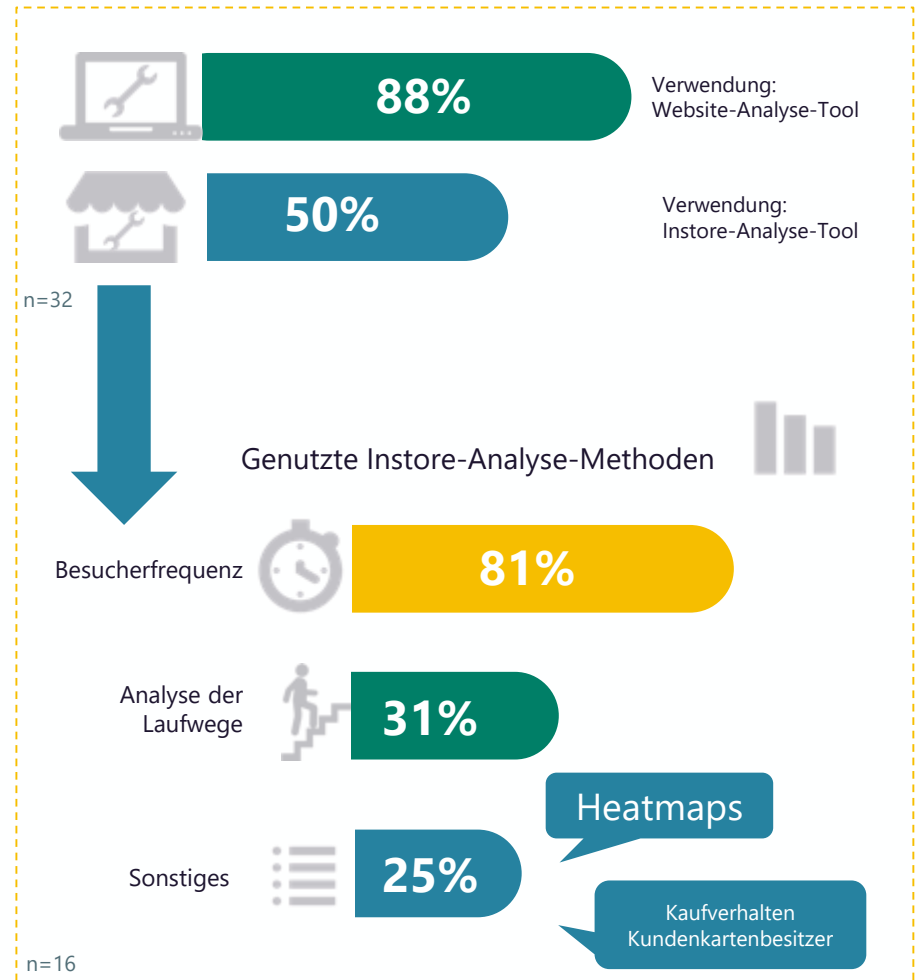 88%
Verwendung:
Website-Analyse-Tool
50%
Verwendung:
Instore-Analyse-Tool
n=32
Genutzte Instore-Analyse-Methoden
Besucherfrequenz
81%
Analyse der
Laufwege
31%
Heatmaps
Sonstiges
25%
Kaufverhalten
Kundenkartenbesitzer
n=16